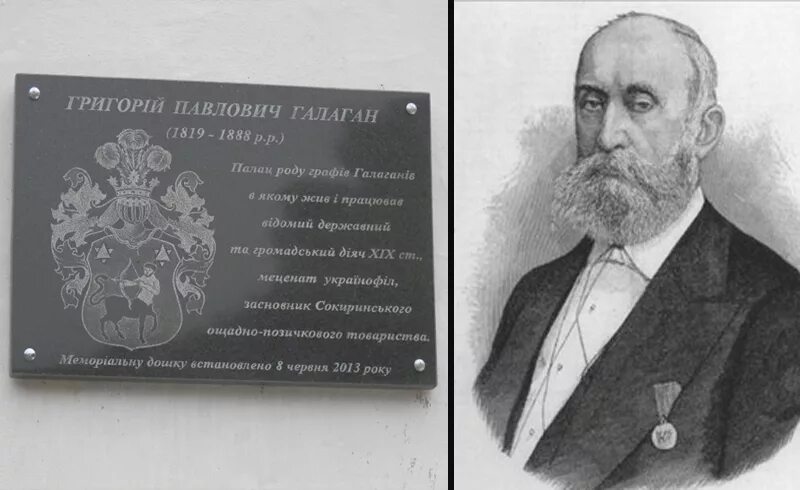 ГРИГОРІЙ ПАВЛОВИЧ ГАЛАГАН
(1819 - 1888 р.р.)
Палац роду графів Галаганів
в якому жив і працював
відомий державний
та громадський діяч XIX ст.,
меценат українофіл,
засновник Сокиринського
ощадно-позичкового товариства.
Меморіальну дошку встановлено 8 червня 2013 року